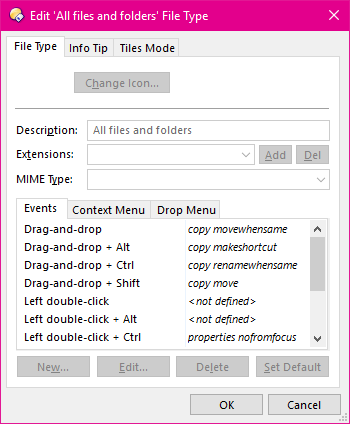 Edit 'All files and folders' File Type
File Type Info Tip Tiles Mode
Change Icon...
Description: All files and folders
Extensions: Add Del
MIME Type:
Events Context Menu Drop Menu
Drag-and-drop copy movewhensame
Drag-and-drop + Alt copy makeshortcut
Drag-and-drop + Ctrl copy renamewhensame
Drag-and-drop + Shift copy move
Left double-click <not defined>
Left double-click + Alt <not defined>
Left double-click + Ctrl properties nofromfocus
New... Edit... Delete Set Default
OK Cancel